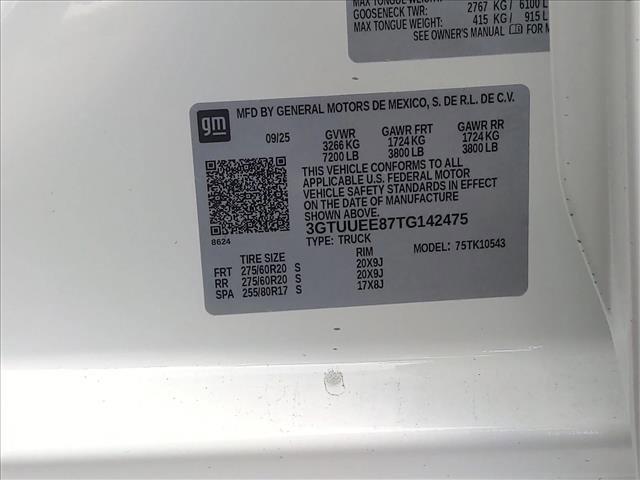 MAX TONGUE WEIGHT:
GOOSENECK TWR: 2767 KG/ 6100 L
MAX TONGUE WEIGHT: 415 KG/ 915 L
SEE OWNER'S MANUAL FOR M
gm
MFD BY GENERAL MOTORS DE MEXICO, S. DE R.L. DE C.V.
09/25 GVWR GAWR FRT GAWR RR
3266 KG 1724 KG 1724 KG
7200 LB 3800 LB 3800 LB
THIS VEHICLE CONFORMS TO ALL
APPLICABLE U.S. FEDERAL MOTOR
VEHICLE SAFETY STANDARDS IN EFFECT
ON THE DATE OF MANUFACTURE
SHOWN ABOVE.
8624
3GTUUEE87TG142475
TYPE: TRUCK MODEL: 75TK10543
TIRE SIZE RIM
FRT 275/60R20 S 20X9J
RR 275/60R20 S 20X9J
SPA 255/80R17 S 17X8J